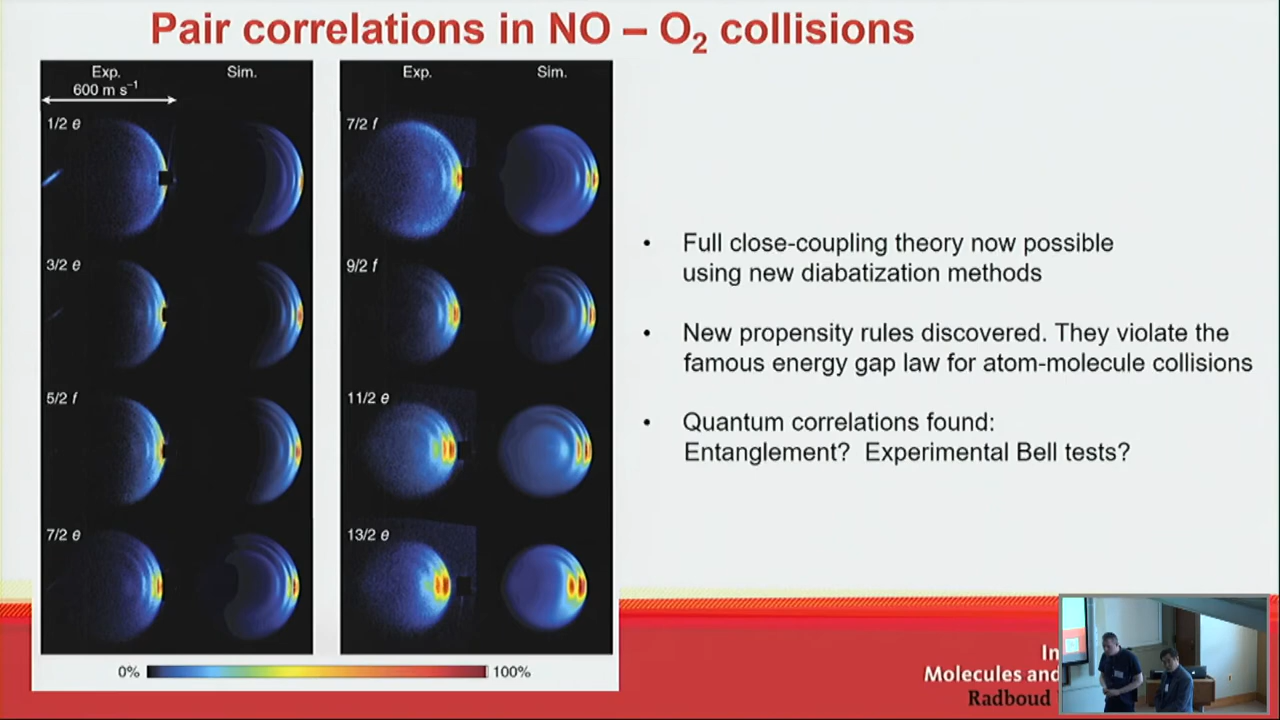 Pair correlations in NO – O₂ collisions
Exp.
Sim.
600 m s⁻¹
1/2 e
3/2 e
5/2 f
7/2 e
Exp.
Sim.
7/2 f
9/2 f
11/2 e
13/2 e
0%
100%
• Full close-coupling theory now possible
using new diabatization methods
• New propensity rules discovered. They violate the
famous energy gap law for atom-molecule collisions
• Quantum correlations found:
Entanglement? Experimental Bell tests?
In
Molecules and
Radboud